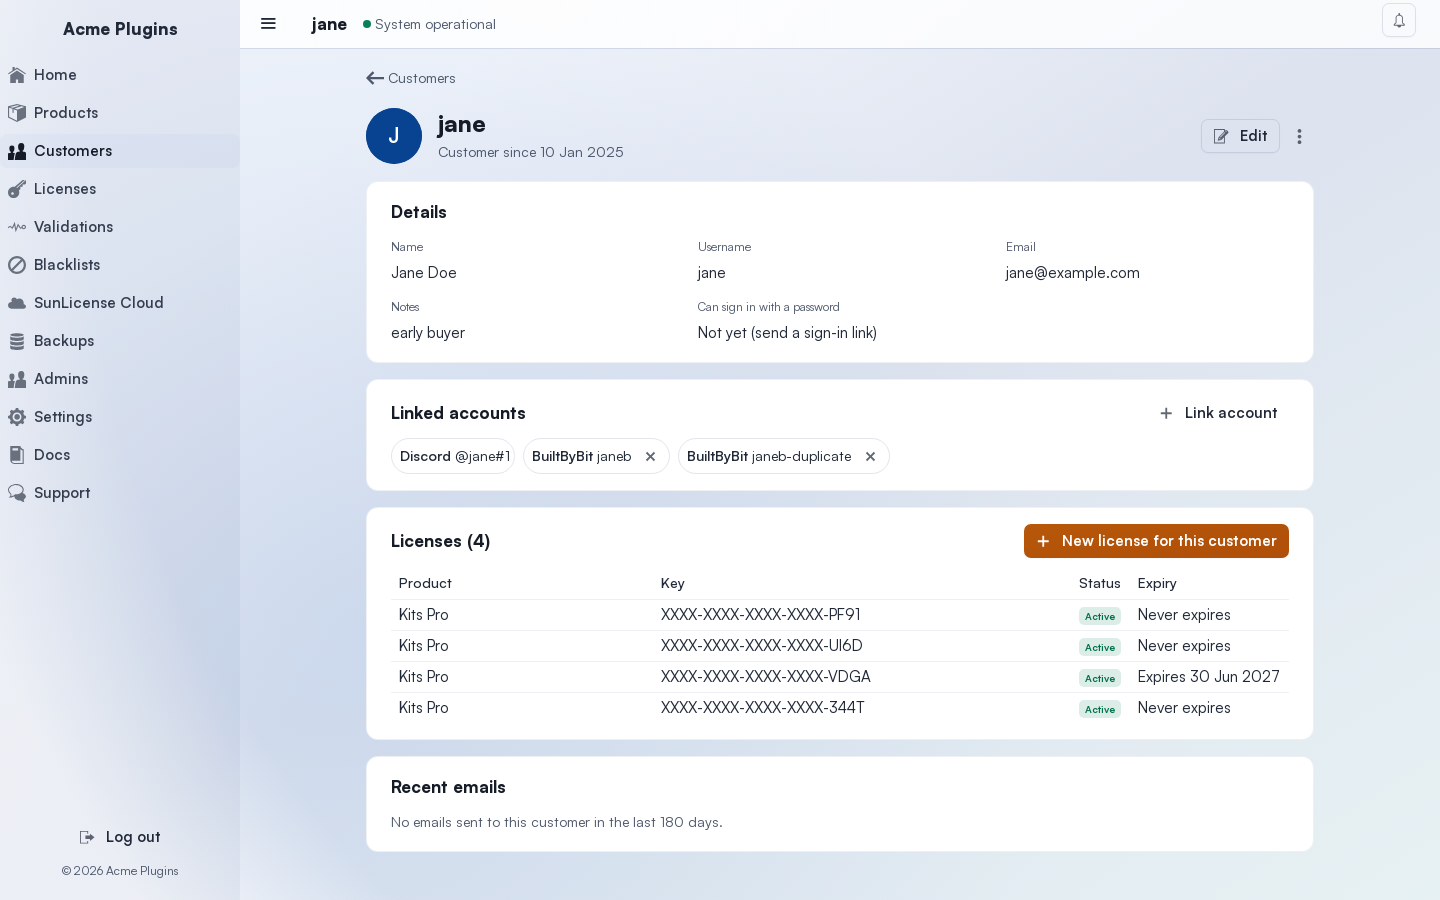 Acme Plugins
jane
System operational
Home
Products
Customers
Licenses
Validations
Blacklists
SunLicense Cloud
Backups
Admins
Settings
Docs
Support
Log out
© 2026 Acme Plugins
Customers
J
jane
Customer since 10 Jan 2025
Edit
Details
Name Username Email
Jane Doe jane jane@example.com
Notes Can sign in with a password
early buyer Not yet (send a sign-in link)
Linked accounts
Link account
Discord @jane#1 BuiltByBit janeb BuiltByBit janeb-duplicate
Licenses (4)
New license for this customer
Product Key Status Expiry
Kits Pro XXXX-XXXX-XXXX-XXXX-PF91 Active Never expires
Kits Pro XXXX-XXXX-XXXX-XXXX-UI6D Active Never expires
Kits Pro XXXX-XXXX-XXXX-XXXX-VDGA Active Expires 30 Jun 2027
Kits Pro XXXX-XXXX-XXXX-XXXX-344T Active Never expires
Recent emails
No emails sent to this customer in the last 180 days.